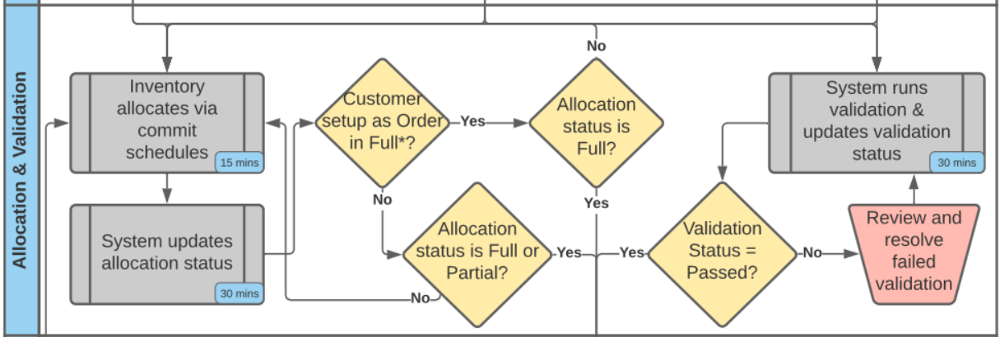 Allocation & Validation
Inventory
allocates via
commit
schedules
15 mins
System updates
allocation status
30 mins
Customer
setup as Order
in Full*?
Yes
No
Allocation
status is
Full?
No
Yes
Allocation
status is Full or
Partial?
Yes
No
System runs
validation &
updates validation
status
30 mins
Validation
Status =
Passed?
Yes
No
Review and
resolve
failed
validation